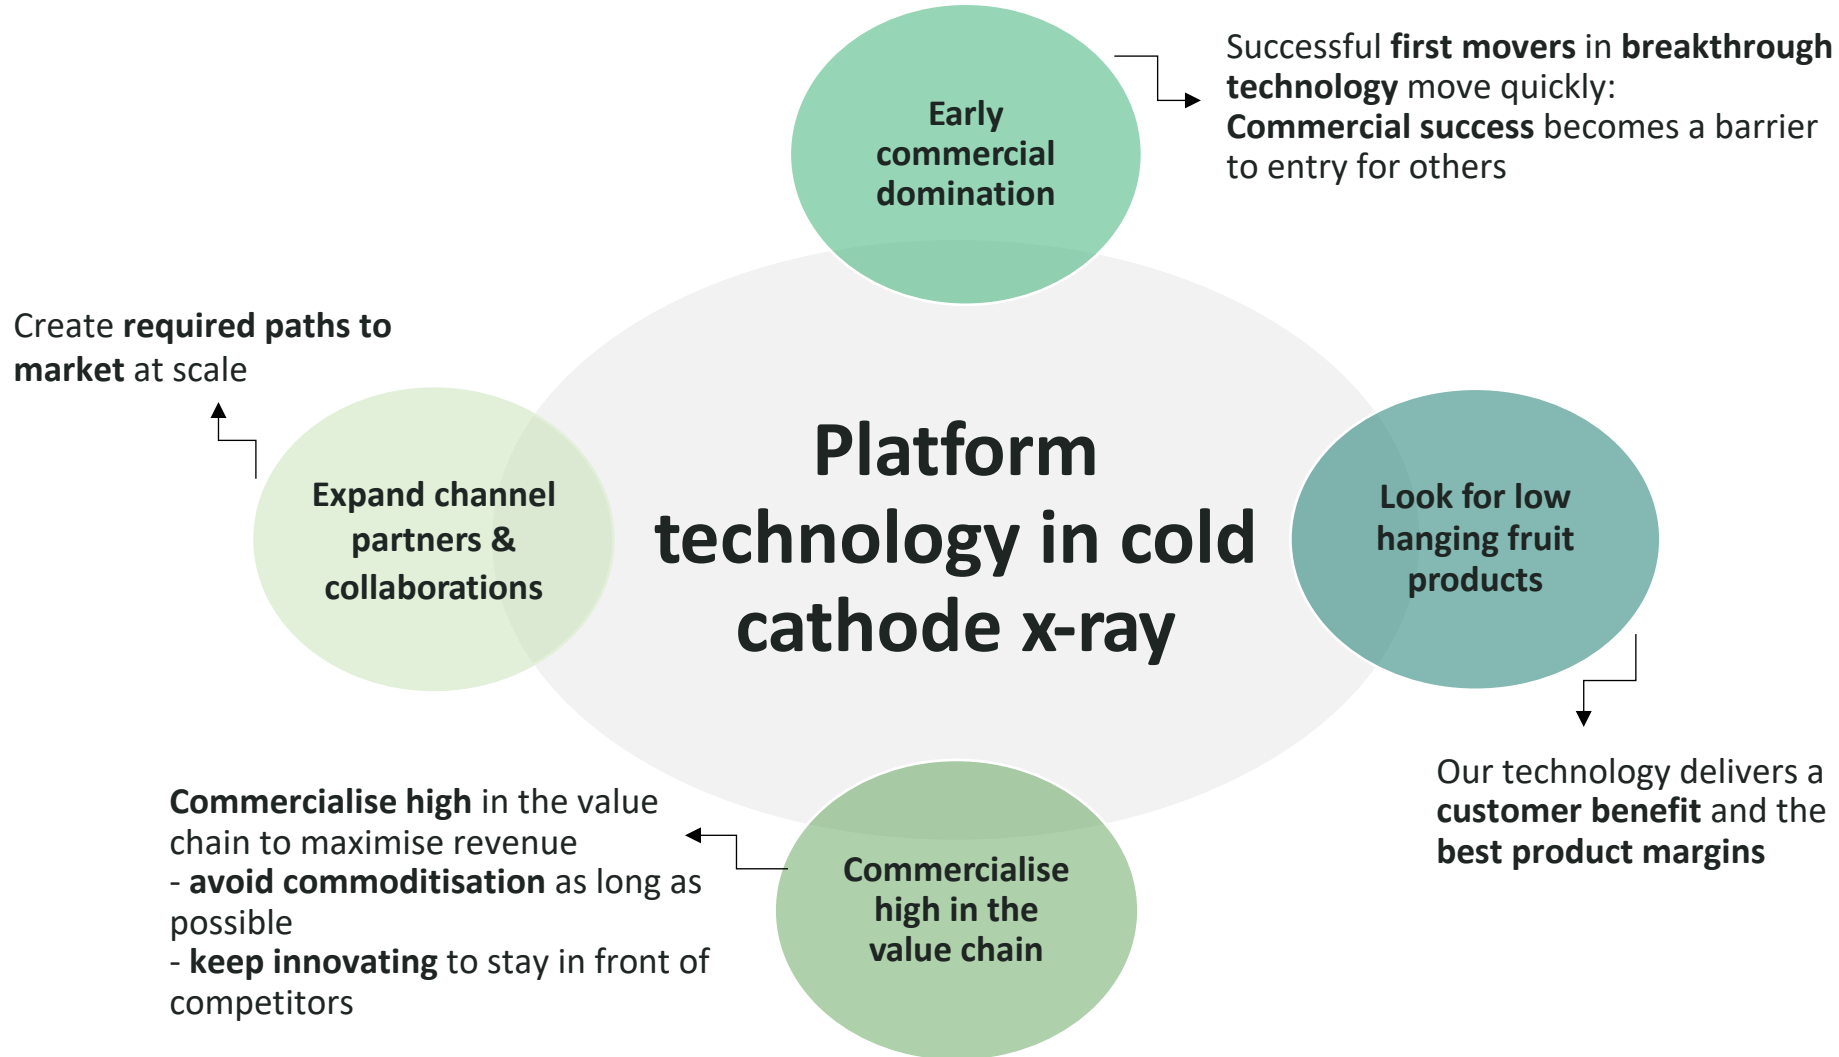 Early
commercial
domination
Successful first movers in breakthrough
technology move quickly:
Commercial success becomes a barrier
to entry for others
Create required paths to
market at scale
Expand channel
partners &
collaborations
Platform
technology in cold
cathode x-ray
Look for low
hanging fruit
products
Our technology delivers a
customer benefit and the
best product margins
Commercialise high in the value
chain to maximise revenue
- avoid commoditisation as long as
possible
- keep innovating to stay in front of
competitors
Commercialise
high in the
value chain